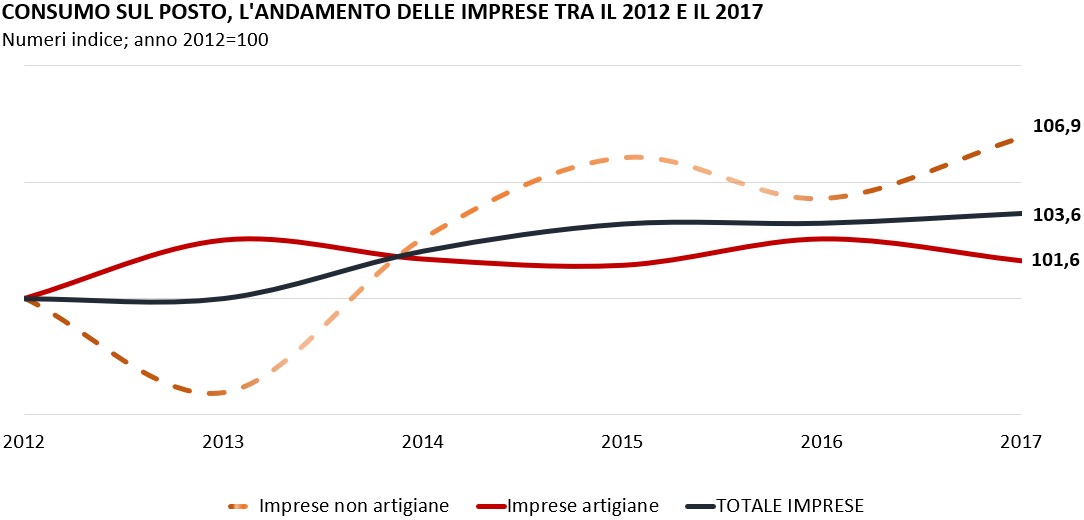 CONSUMO SUL POSTO, L'ANDAMENTO DELLE IMPRESE TRA IL 2012 E IL 2017
Numeri indice; anno 2012=100
106,9
103,6
101,6
2012 2013 2014 2015 2016 2017
Imprese non artigiane Imprese artigiane TOTALE IMPRESE